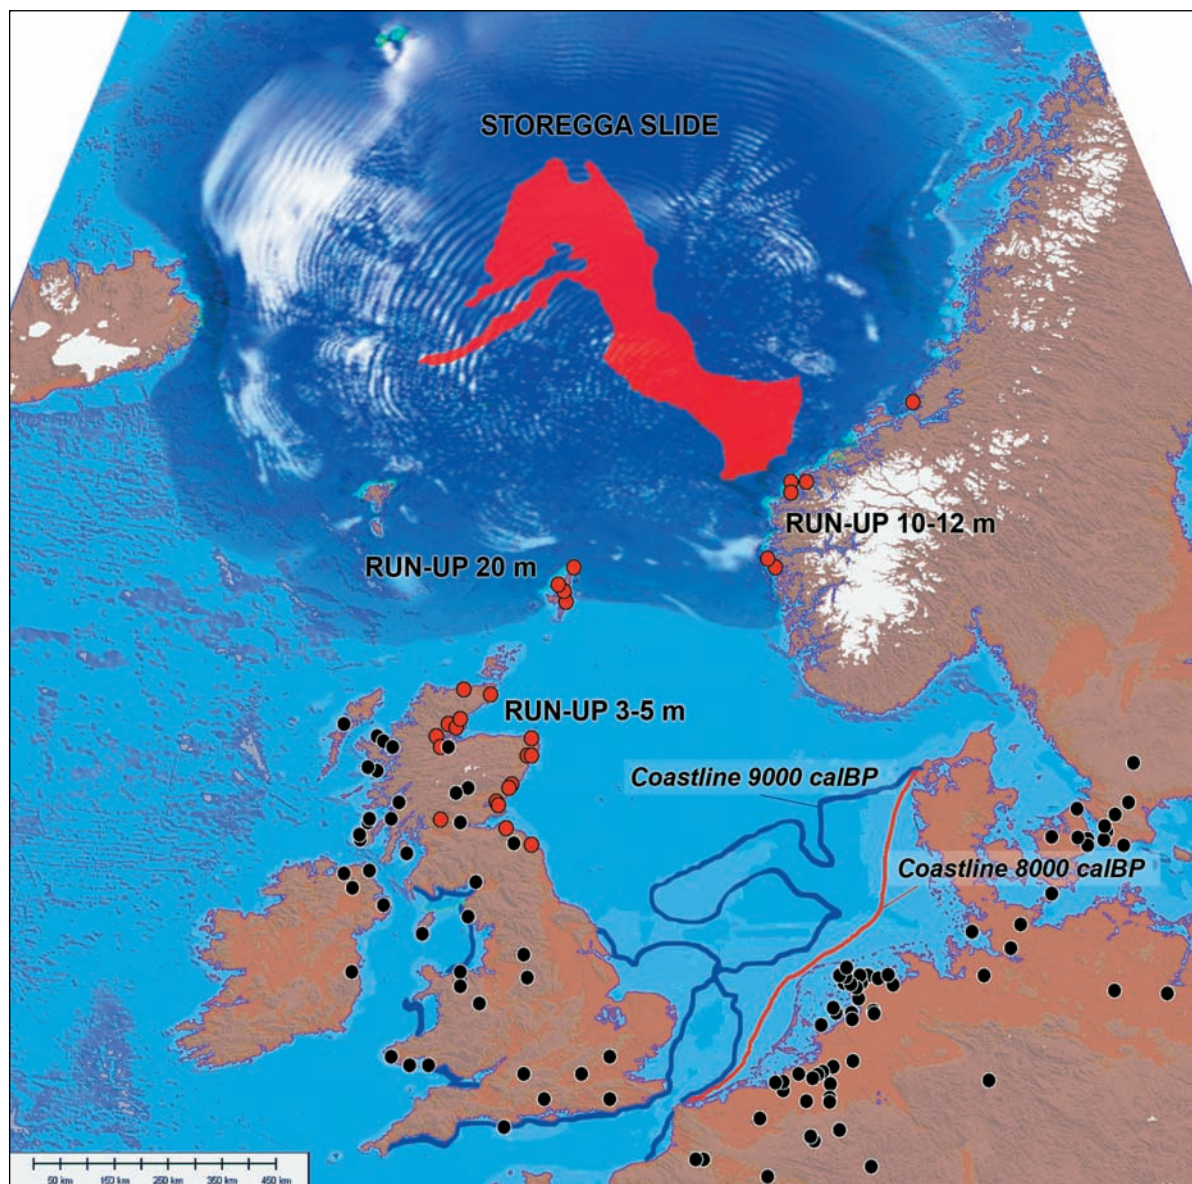 STOREGGA SLIDE
RUN-UP 10-12 m
RUN-UP 20 m
RUN-UP 3-5 m
Coastline 9000 calBP
Coastline 8000 calBP
50 km 150 km 250 km 350 km 450 km